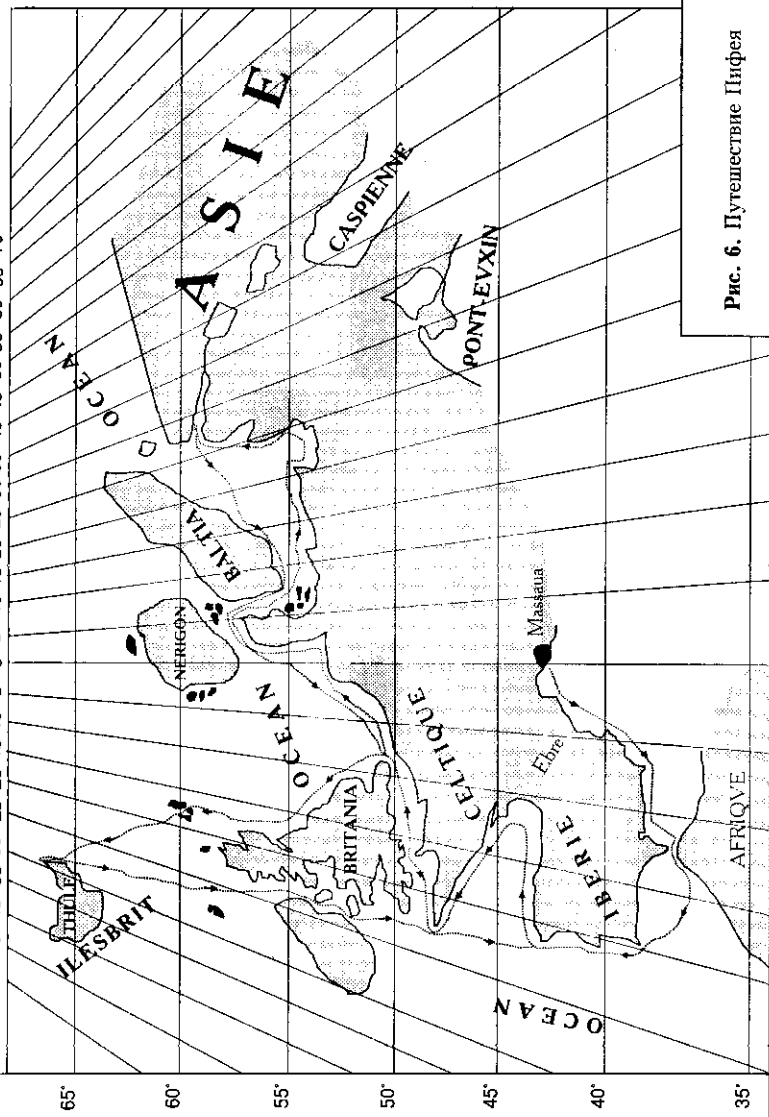 65°
60°
55°
50°
45°
40°
35°
OCEAN
ASIE
CASPIENNE
PONT-EVXIN
BALTIA
NERIGON
OCEAN
THULE
ILESBRIT
BRITANIA
CELTIQUE
OCEAN
IBERIE
Ebre
Massaua
AFRIQVE
Рис. 6. Путешествие Пифея